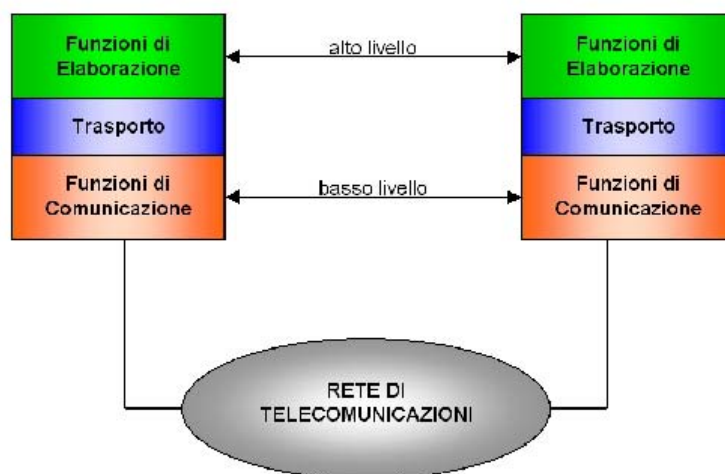 Funzioni di
Elaborazione
alto livello
Funzioni di
Elaborazione
Trasporto
Trasporto
Funzioni di
Comunicazione
basso livello
Funzioni di
Comunicazione
RETE DI
TELECOMUNICAZIONI